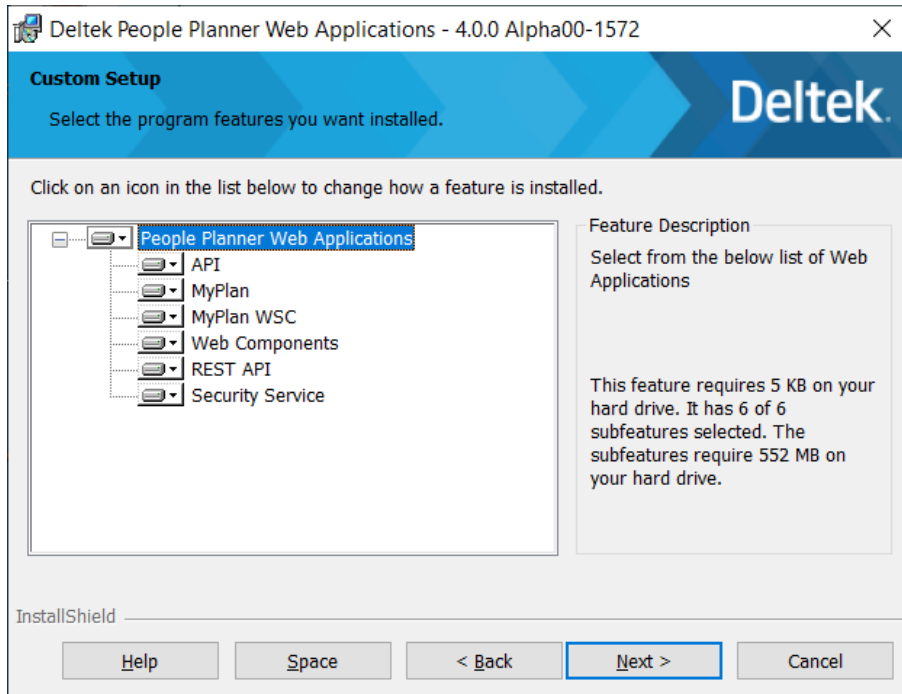 Deltek People Planner Web Applications - 4.0.0 Alpha00-1572
Custom Setup
Select the program features you want installed.
Deltek.
Click on an icon in the list below to change how a feature is installed.
People Planner Web Applications
API
MyPlan
MyPlan WSC
Web Components
REST API
Security Service
Feature Description
Select from the below list of Web
Applications
This feature requires 5 KB on your
hard drive. It has 6 of 6
subfeatures selected. The
subfeatures require 552 MB on
your hard drive.
InstallShield
Help
Space
< Back
Next >
Cancel